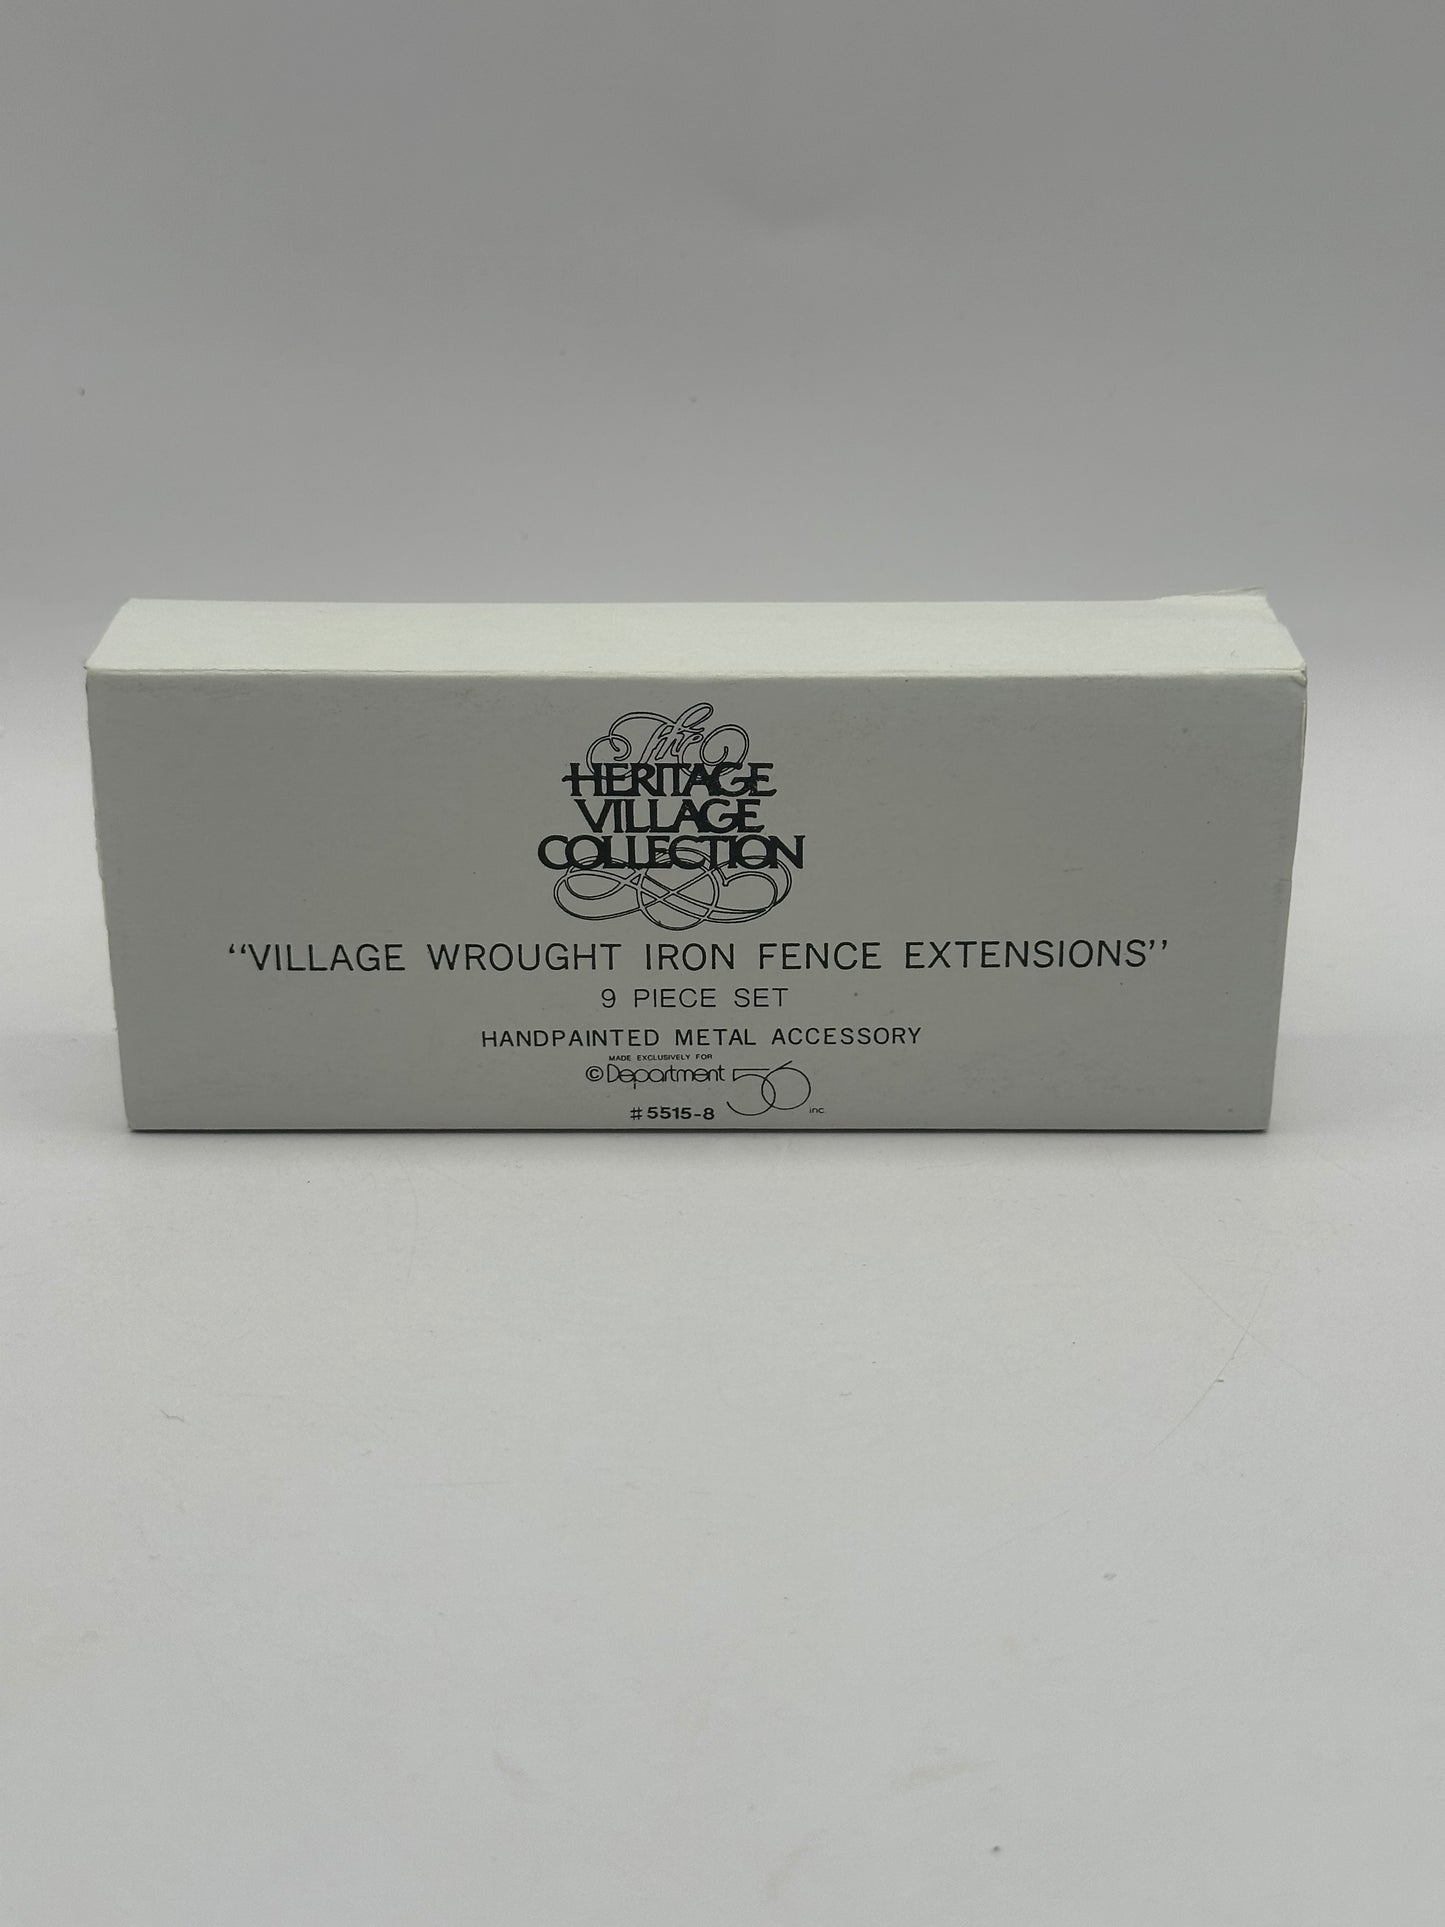 The
HERITAGE
VILLAGE
COLLECTION
“VILLAGE WROUGHT IRON FENCE EXTENSIONS”
9 PIECE SET
HANDPAINTED METAL ACCESSORY
MADE EXCLUSIVELY FOR
©Department 56 inc.
#5515-8